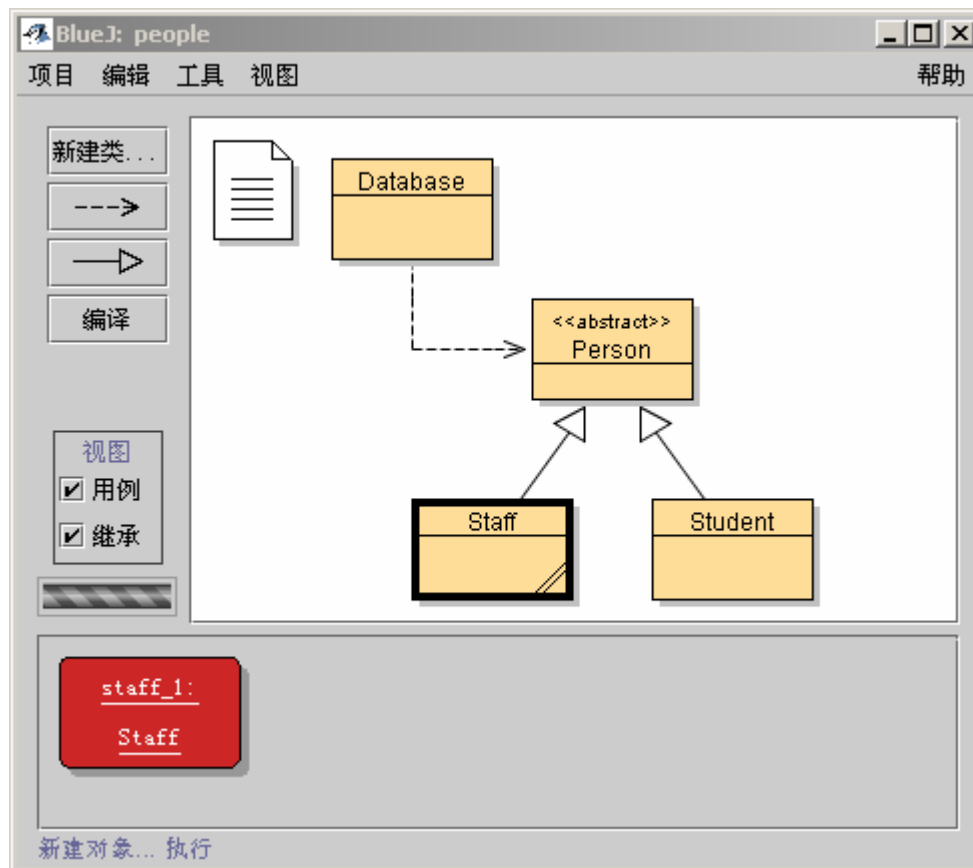 BlueJ: people
项目 编辑 工具 视图 帮助
新建类...
编译
视图
用例
继承
Database
<<abstract>>
Person
Staff
Student
staff_1:
Staff
新建对象... 执行